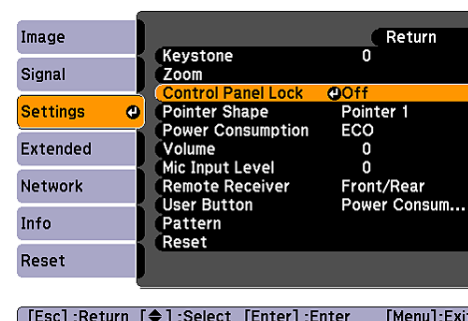 Image
Signal
Settings
Extended
Network
Info
Reset
Return
Keystone 0
Zoom
Control Panel Lock Off
Pointer Shape Pointer 1
Power Consumption ECO
Volume 0
Mic Input Level 0
Remote Receiver Front/Rear
User Button Power Consum...
Pattern
Reset
[Esc]:Return [◆]:Select [Enter]:Enter [Menu]:Exi